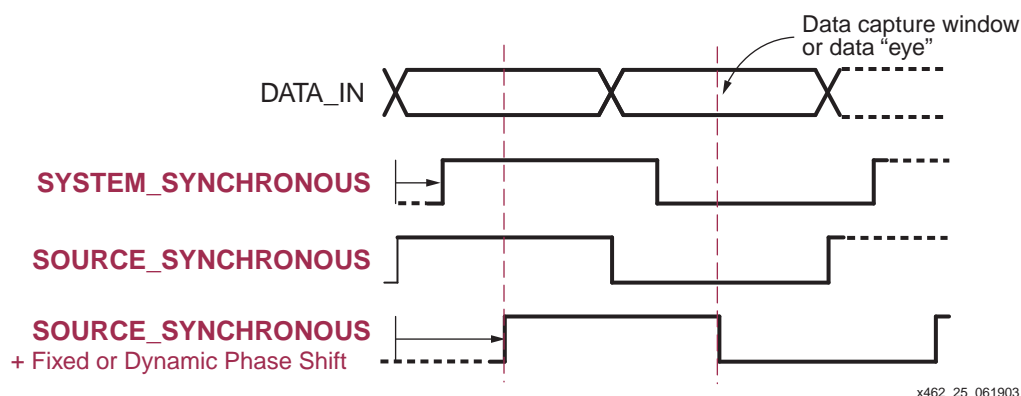 Data capture window
or data “eye”
DATA_IN
SYSTEM_SYNCHRONOUS
SOURCE_SYNCHRONOUS
SOURCE_SYNCHRONOUS
+ Fixed or Dynamic Phase Shift
x462_25_061903